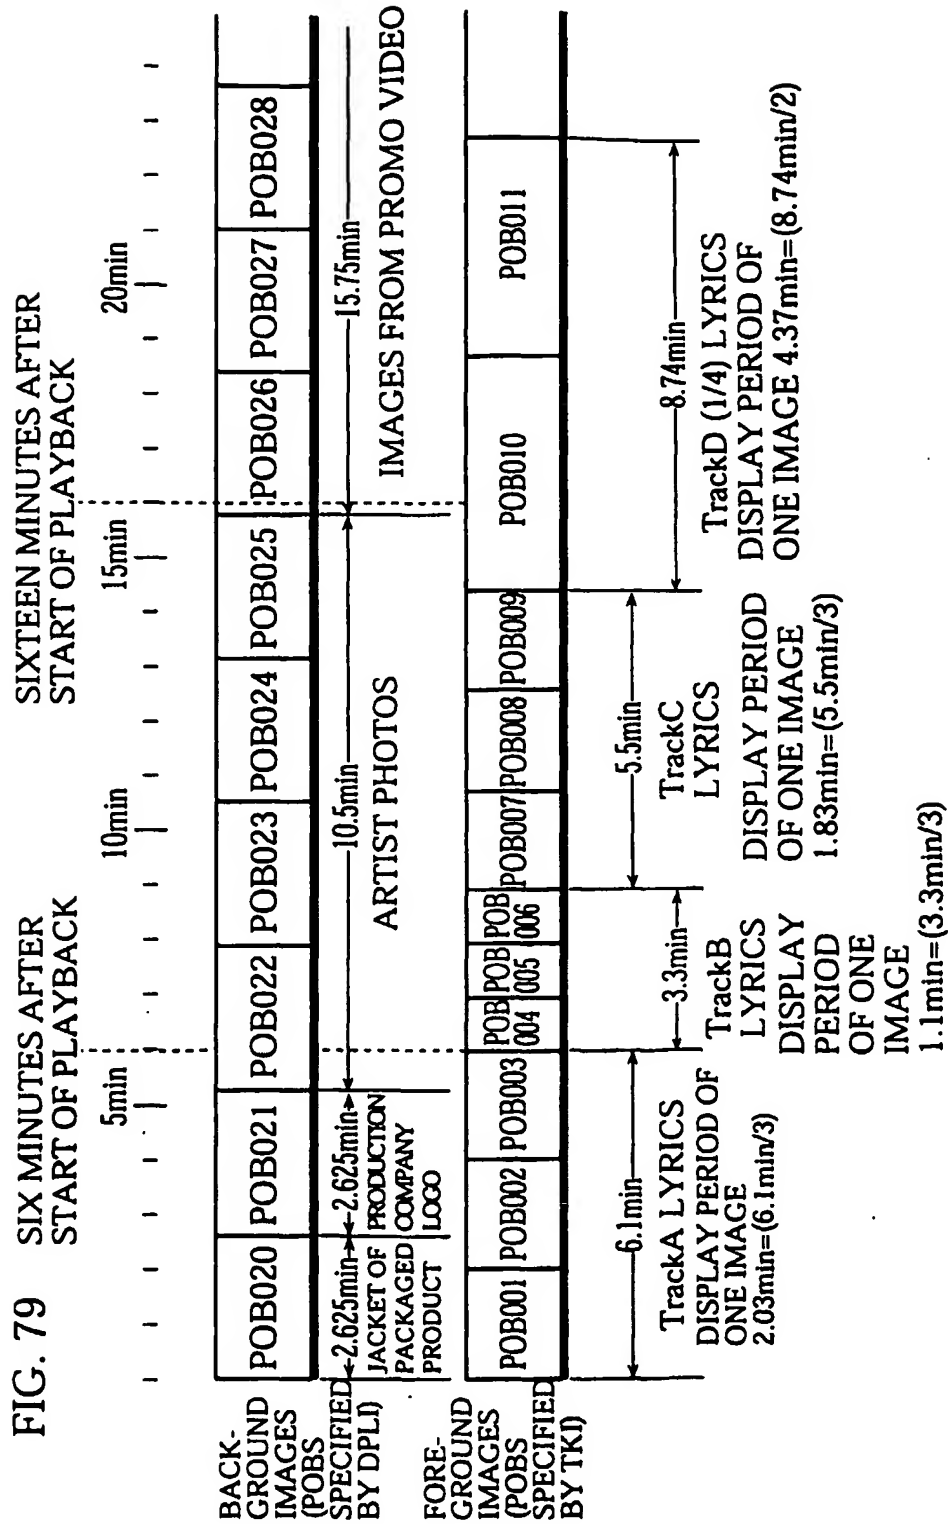 FIG. 79
SIX MINUTES AFTER
START OF PLAYBACK
SIXTEEN MINUTES AFTER
START OF PLAYBACK
5min
10min
15min
20min
BACK-
GROUND
IMAGES
(POBS
SPECIFIED
BY DPLI)
POB020
POB021
POB022
POB023
POB024
POB025
POB026
POB027
POB028
2.625min
2.625min
10.5min
15.75min
JACKET OF
PACKAGED
PRODUCT
PRODUCTION
COMPANY
LOGO
ARTIST PHOTOS
IMAGES FROM PROMO VIDEO
FORE-
GROUND
IMAGES
(POBS
SPECIFIED
BY TKI)
POB001
POB002
POB003
POB
004
POB
005
POB
006
POB007
POB008
POB009
POB010
POB011
6.1min
3.3min
5.5min
8.74min
TrackA LYRICS
DISPLAY PERIOD OF
ONE IMAGE
2.03min=(6.1min/3)
TrackB
LYRICS
DISPLAY
PERIOD
OF ONE
IMAGE
1.1min=(3.3min/3)
TrackC
LYRICS
DISPLAY PERIOD
OF ONE IMAGE
1.83min=(5.5min/3)
TrackD (1/4) LYRICS
DISPLAY PERIOD OF
ONE IMAGE 4.37min=(8.74min/2)